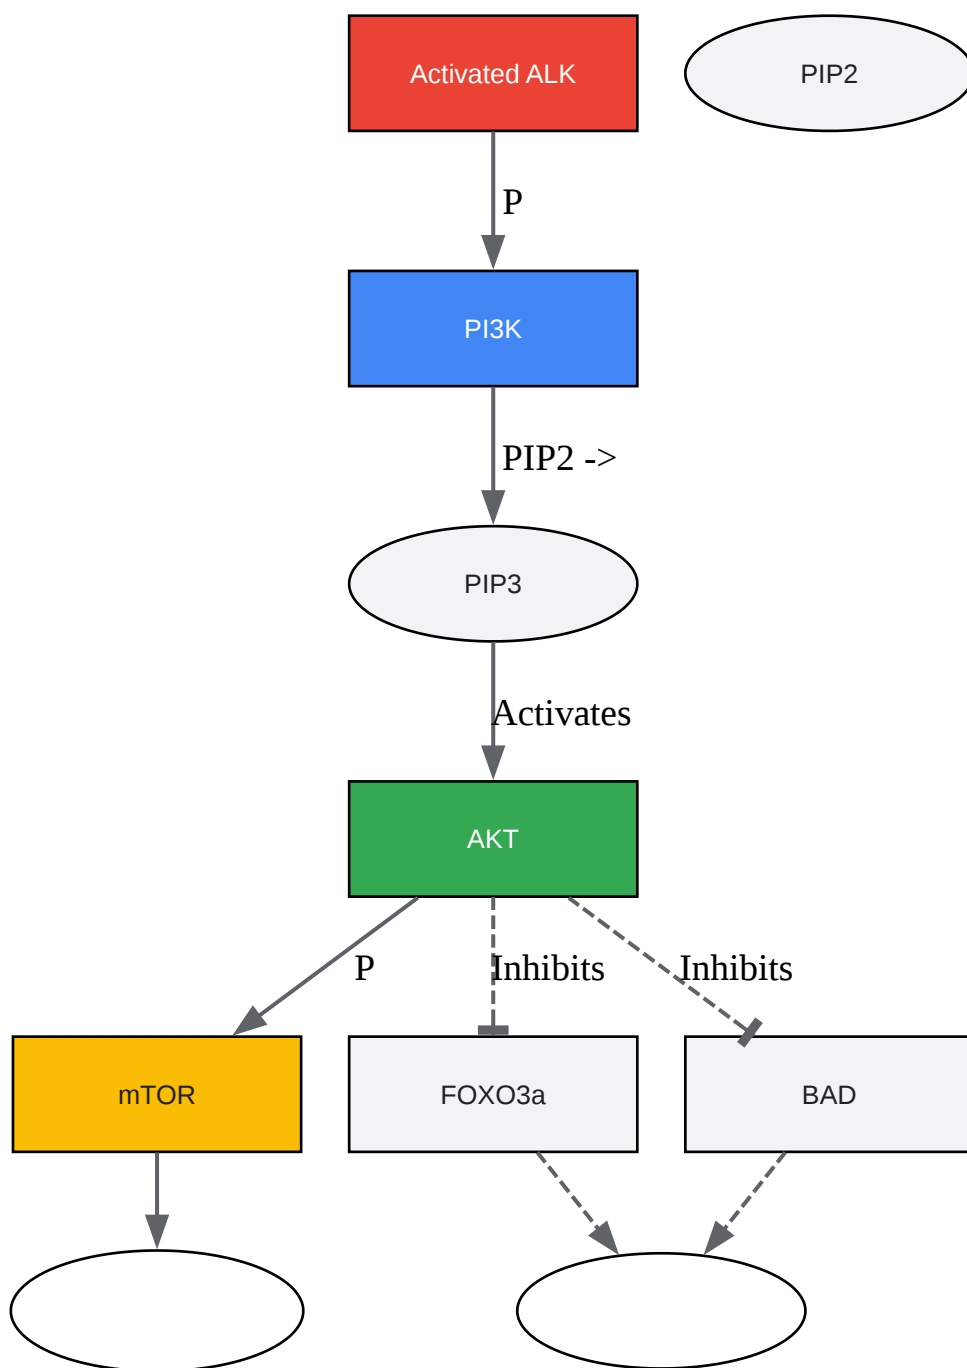 Activated ALK
PIP2
P
PI3K
PIP2 ->
PIP3
Activates
AKT
P
Inhibits
Inhibits
mTOR
FOXO3a
BAD